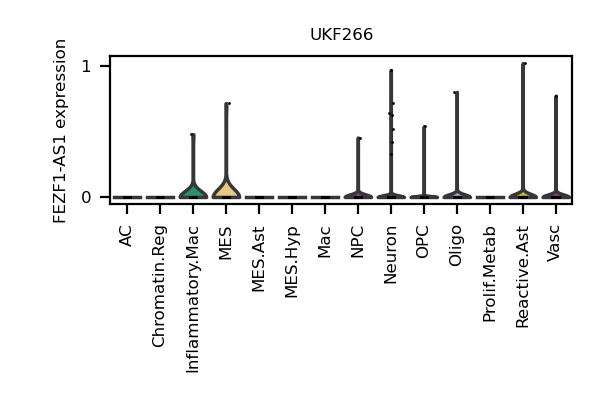 UKF266
FEZF1-AS1 expression
1
0
AC
Chromatin.Reg
Inflammatory.Mac
MES
MES.Ast
MES.Hyp
Mac
NPC
Neuron
OPC
Oligo
Prolif.Metab
Reactive.Ast
Vasc